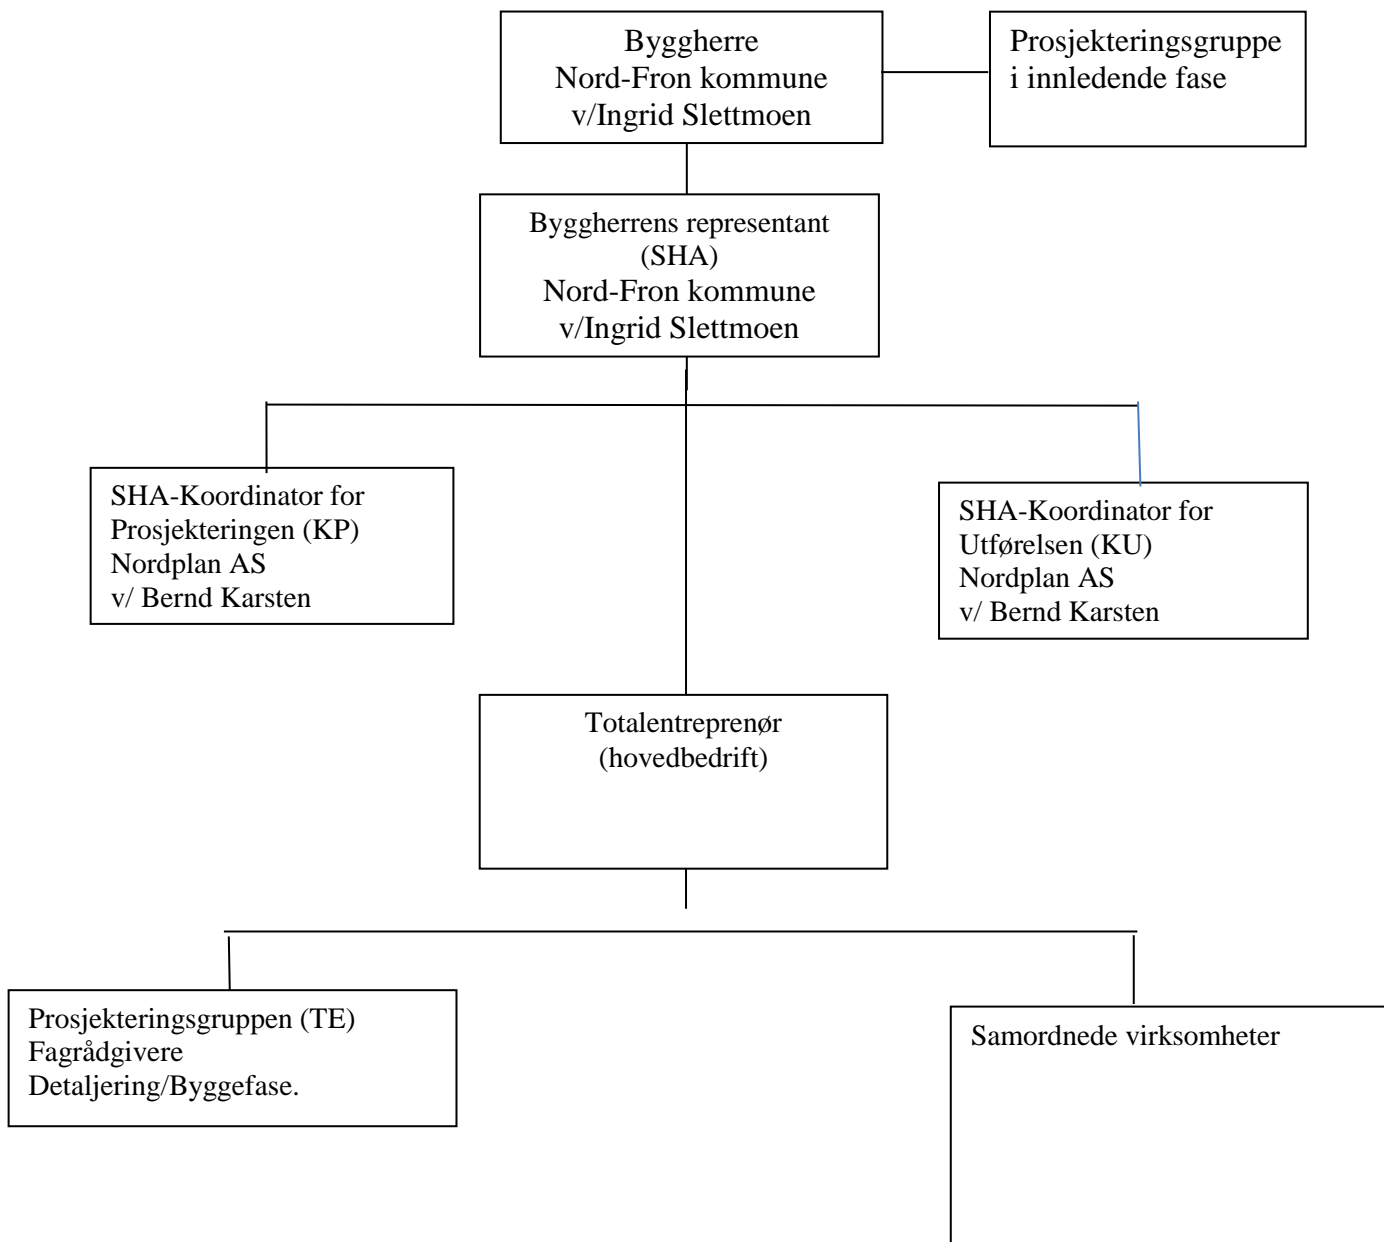 Byggherre
Nord-Fron kommune
v/Ingrid Slettmoen
Prosjekteringsgruppe
i innledende fase
Byggherrens representant
(SHA)
Nord-Fron kommune
v/Ingrid Slettmoen
SHA-Koordinator for
Prosjekteringen (KP)
Nordplan AS
v/ Bernd Karsten
SHA-Koordinator for
Utførelsen (KU)
Nordplan AS
v/ Bernd Karsten
Totalentreprenør
(hovedbedrift)
Prosjekteringsgruppen (TE)
Fagrådgivere
Detaljering/Byggefase.
Samordnede virksomheter